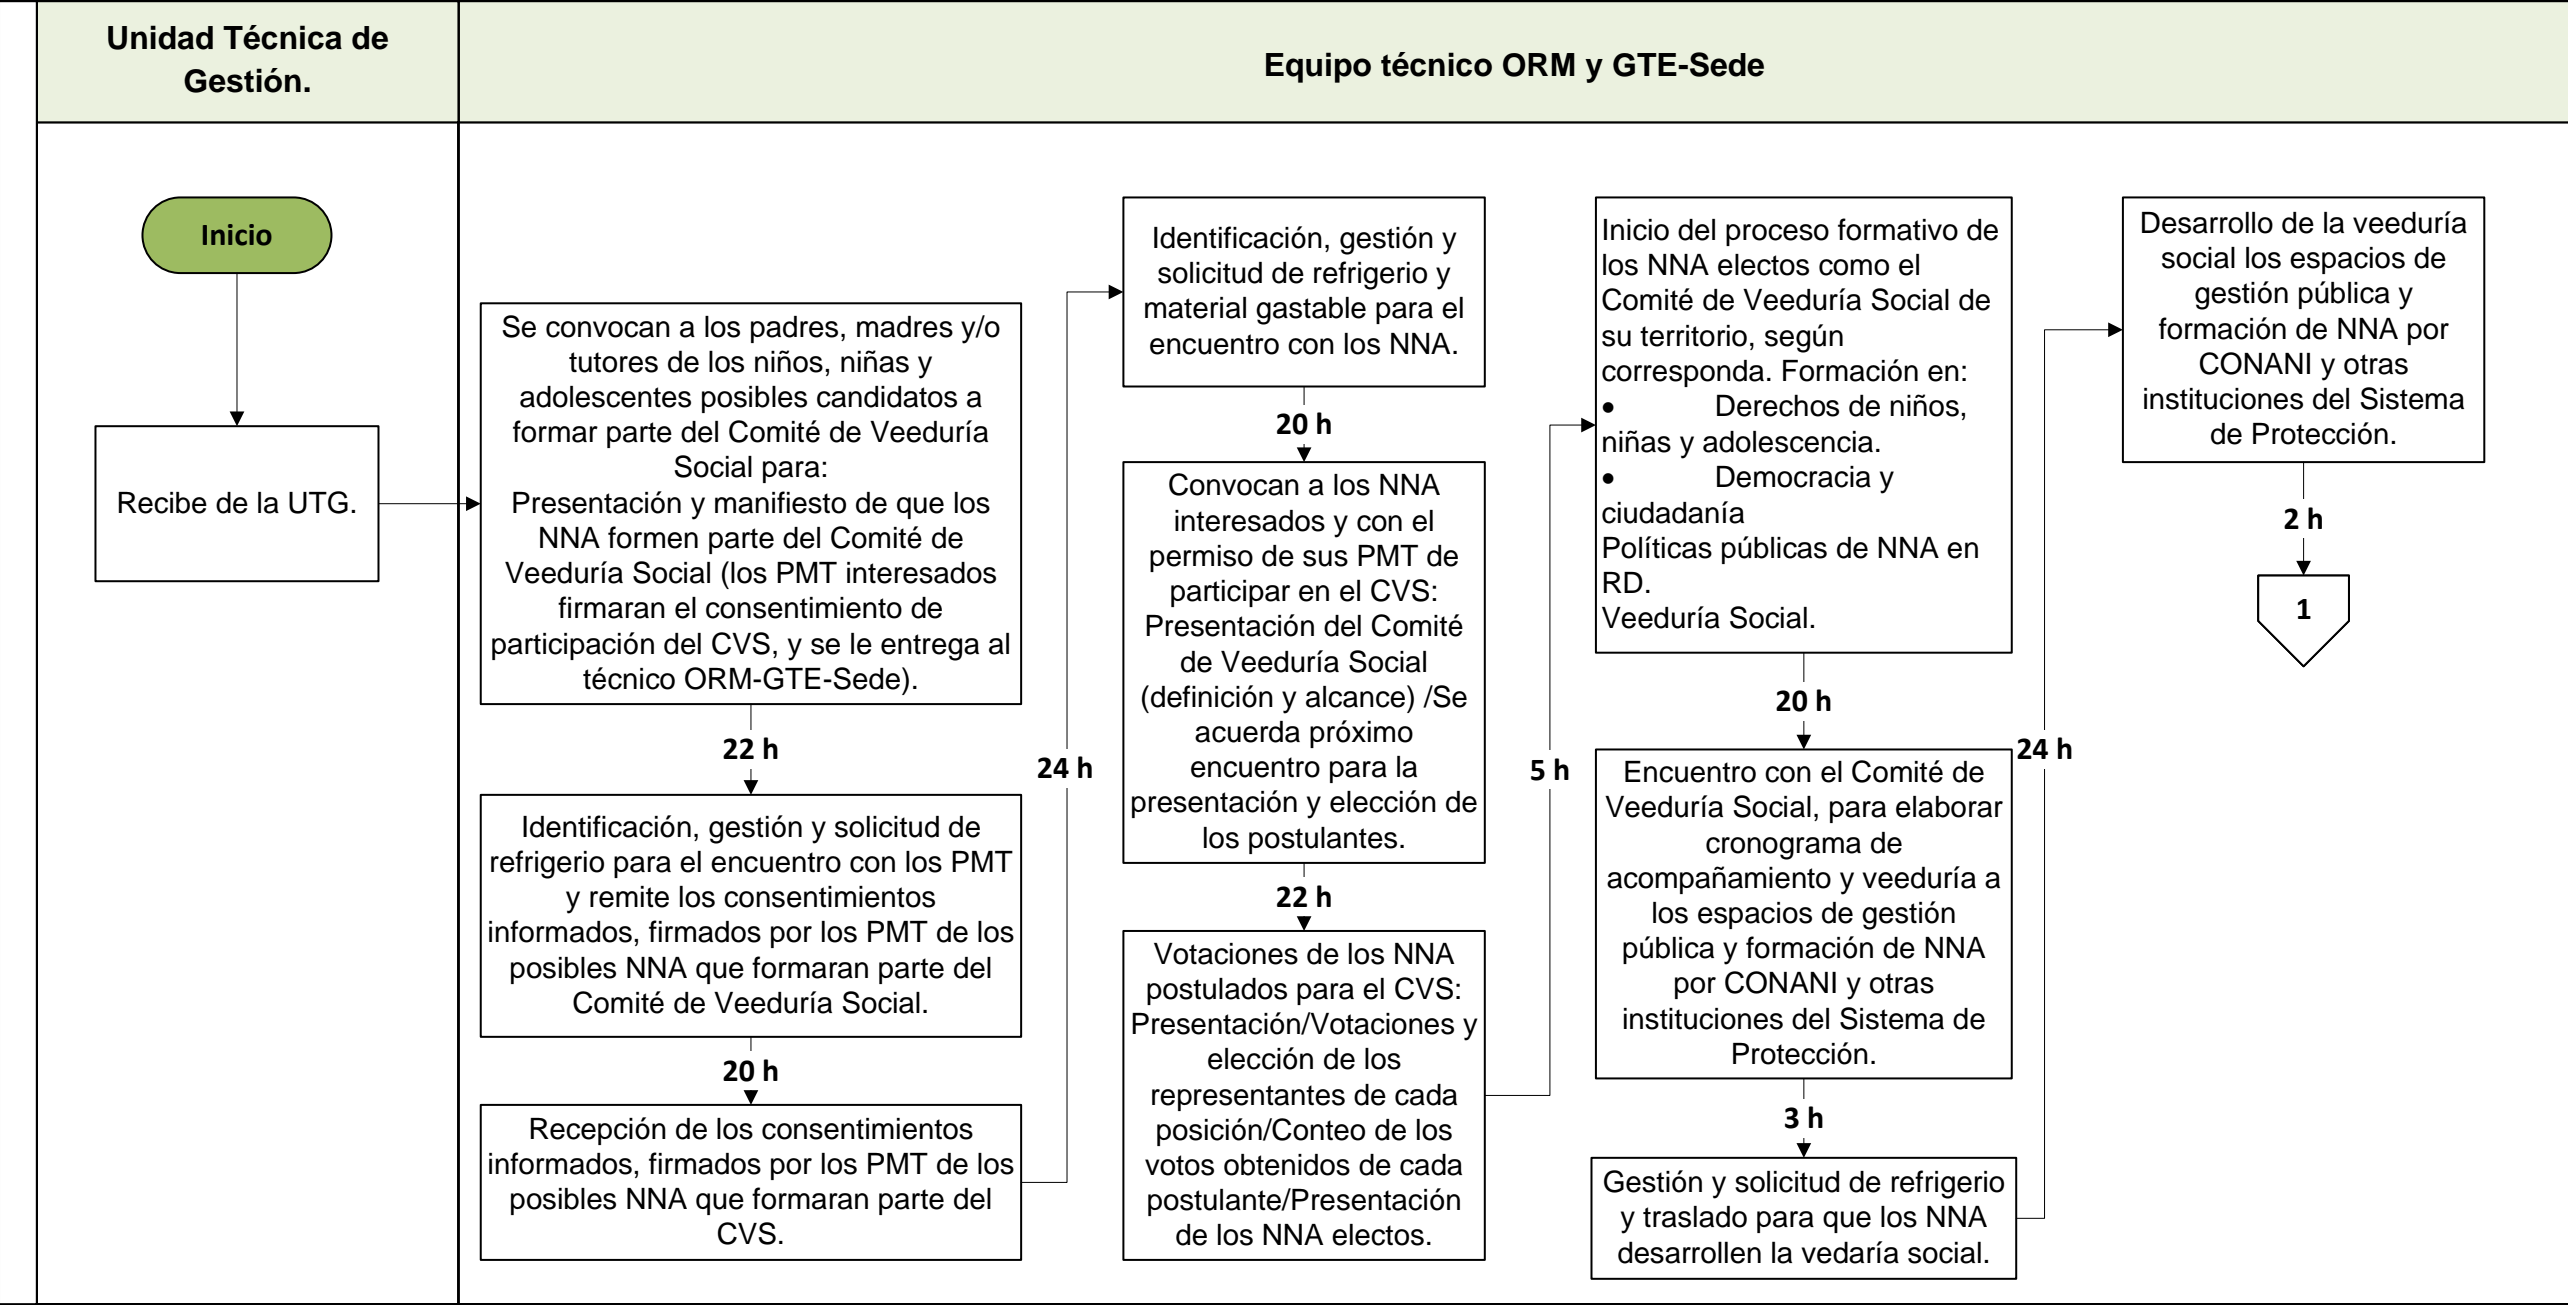 Unidad Técnica de
Gestión.
Equipo técnico ORM y GTE-Sede
Inicio
Recibe de la UTG.
Se convocan a los padres, madres y/o
tutores de los niños, niñas y
adolescentes posibles candidatos a
formar parte del Comité de Veeduría
Social para:
Presentación y manifiesto de que los
NNA formen parte del Comité de
Veeduría Social (los PMT interesados
firmaran el consentimiento de
participación del CVS, y se le entrega al
técnico ORM-GTE-Sede).
22 h
Identificación, gestión y solicitud de
refrigerio para el encuentro con los PMT
y remite los consentimientos
informados, firmados por los PMT de los
posibles NNA que formaran parte del
Comité de Veeduría Social.
20 h
Recepción de los consentimientos
informados, firmados por los PMT de los
posibles NNA que formaran parte del
CVS.
24 h
Identificación, gestión y
solicitud de refrigerio y
material gastable para el
encuentro con los NNA.
20 h
Convocan a los NNA
interesados y con el
permiso de sus PMT de
participar en el CVS:
Presentación del Comité
de Veeduría Social
(definición y alcance) /Se
acuerda próximo
encuentro para la
presentación y elección de
los postulantes.
22 h
Votaciones de los NNA
postulados para el CVS:
Presentación/Votaciones y
elección de los
representantes de cada
posición/Conteo de los
votos obtenidos de cada
postulante/Presentación
de los NNA electos.
5 h
Inicio del proceso formativo de
los NNA electos como el
Comité de Veeduría Social de
su territorio, según
corresponda. Formación en:
• Derechos de niños,
niñas y adolescencia.
• Democracia y
ciudadanía
Políticas públicas de NNA en
RD.
Veeduría Social.
20 h
Encuentro con el Comité de
Veeduría Social, para elaborar
cronograma de
acompañamiento y veeduría a
los espacios de gestión
pública y formación de NNA
por CONANI y otras
instituciones del Sistema de
Protección.
3 h
Gestión y solicitud de refrigerio
y traslado para que los NNA
desarrollen la vedaría social.
24 h
Desarrollo de la veeduría
social los espacios de
gestión pública y
formación de NNA por
CONANI y otras
instituciones del Sistema
de Protección.
2 h
1